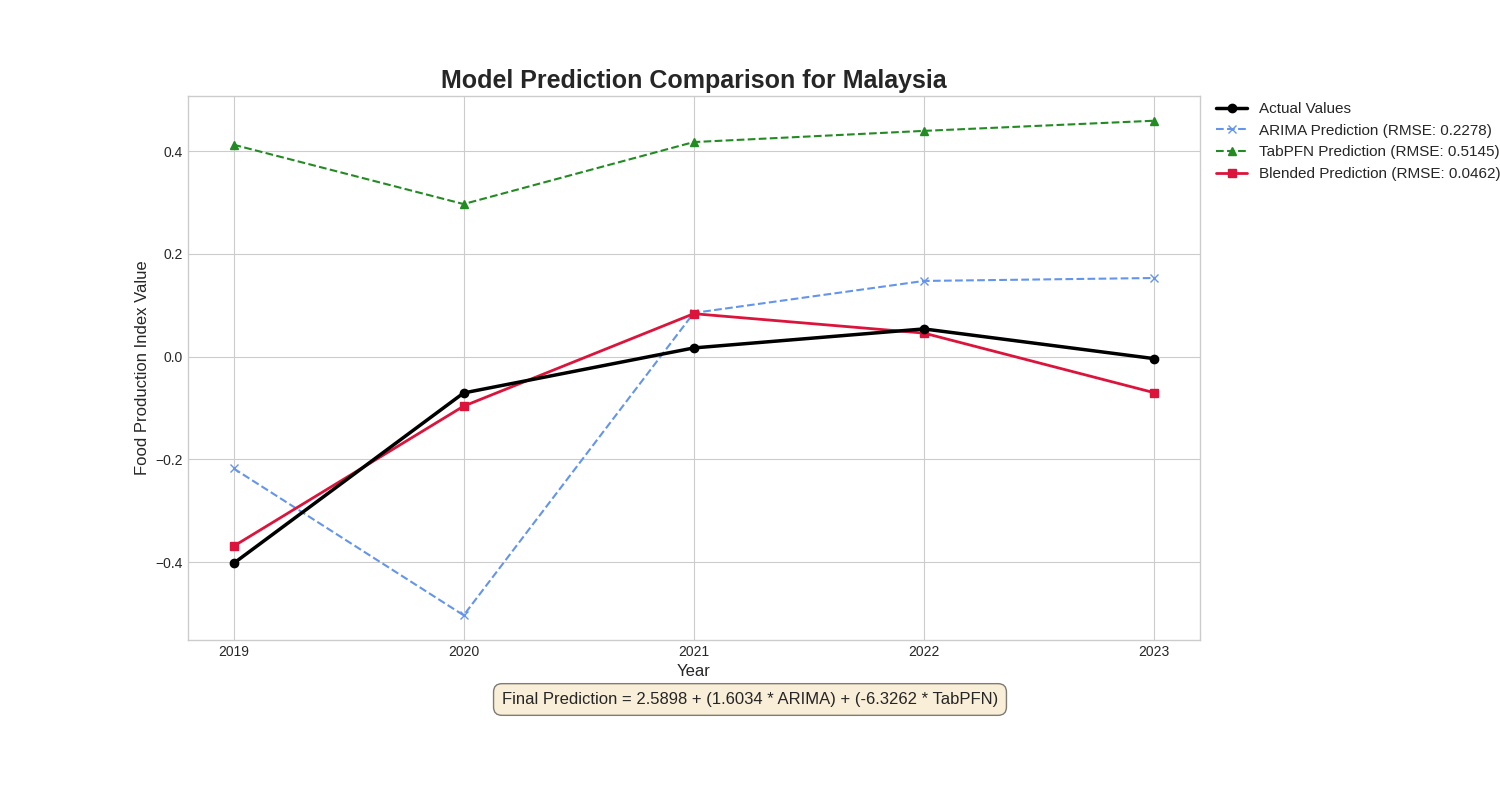 Model Prediction Comparison for Malaysia
Actual Values
ARIMA Prediction (RMSE: 0.2278)
TabPFN Prediction (RMSE: 0.5145)
Blended Prediction (RMSE: 0.0462)
Food Production Index Value
0.4
0.2
0.0
−0.2
−0.4
2019 2020 2021 2022 2023
Year
Final Prediction = 2.5898 + (1.6034 * ARIMA) + (-6.3262 * TabPFN)